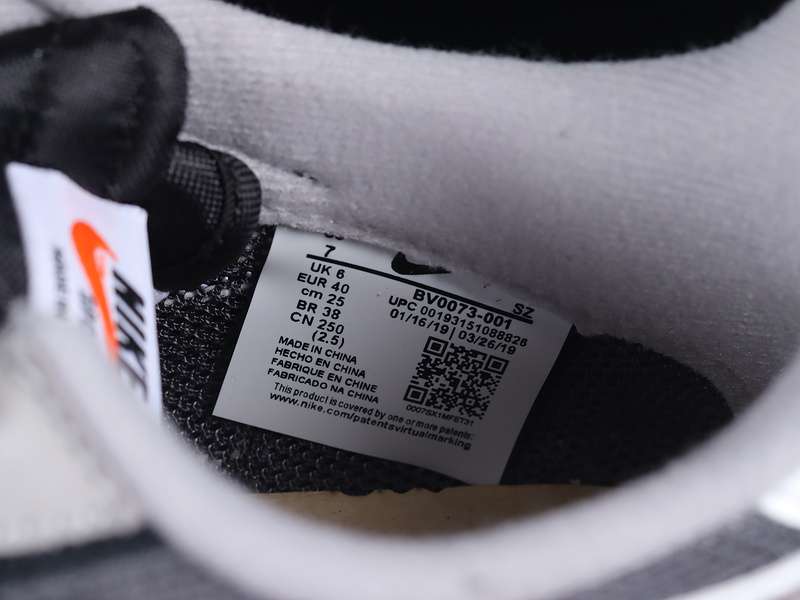 7
UK 6
EUR 40
cm 25
BR 38
CN 250
(2.5)
BV0073-001
SZ
UPC 00193151088826
01/16/19 | 03/26/19
MADE IN CHINA
HECHO EN CHINA
FABRIQUE EN CHINE
FABRICADO NA CHINA
0007SX1MFST31
This product is covered by one or more patents:
www.nike.com/patentsvirtualmarking
NIKE